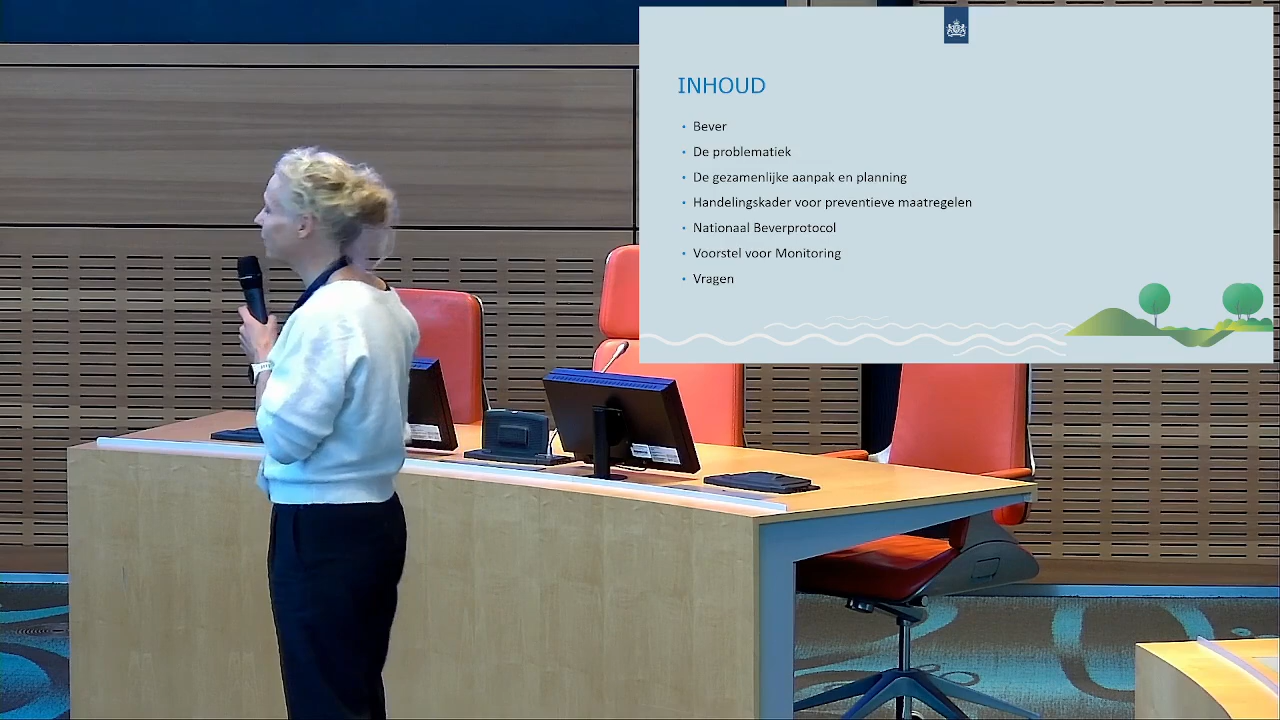 INHOUD
• Bever
• De problematiek
• De gezamenlijke aanpak en planning
• Handelingskader voor preventieve maatregelen
• Nationaal Beverprotocol
• Voorstel voor Monitoring
• Vragen